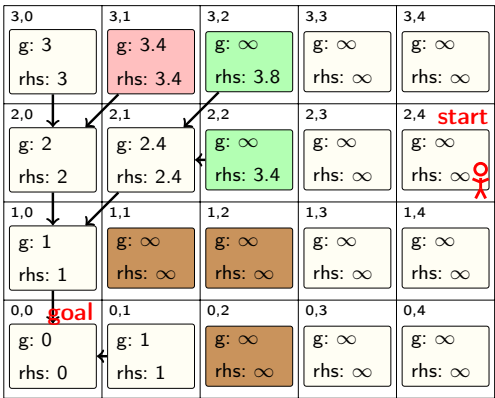 3,0
g: 3
rhs: 3
3,1
g: 3.4
rhs: 3.4
3,2
g: ∞
rhs: 3.8
3,3
g: ∞
rhs: ∞
3,4
g: ∞
rhs: ∞
2,0
g: 2
rhs: 2
2,1
g: 2.4
rhs: 2.4
2,2
g: ∞
rhs: 3.4
2,3
g: ∞
rhs: ∞
2,4
start
g: ∞
rhs: ∞
1,0
g: 1
rhs: 1
1,1
g: ∞
rhs: ∞
1,2
g: ∞
rhs: ∞
1,3
g: ∞
rhs: ∞
1,4
g: ∞
rhs: ∞
0,0
goal
g: 0
rhs: 0
0,1
g: 1
rhs: 1
0,2
g: ∞
rhs: ∞
0,3
g: ∞
rhs: ∞
0,4
g: ∞
rhs: ∞